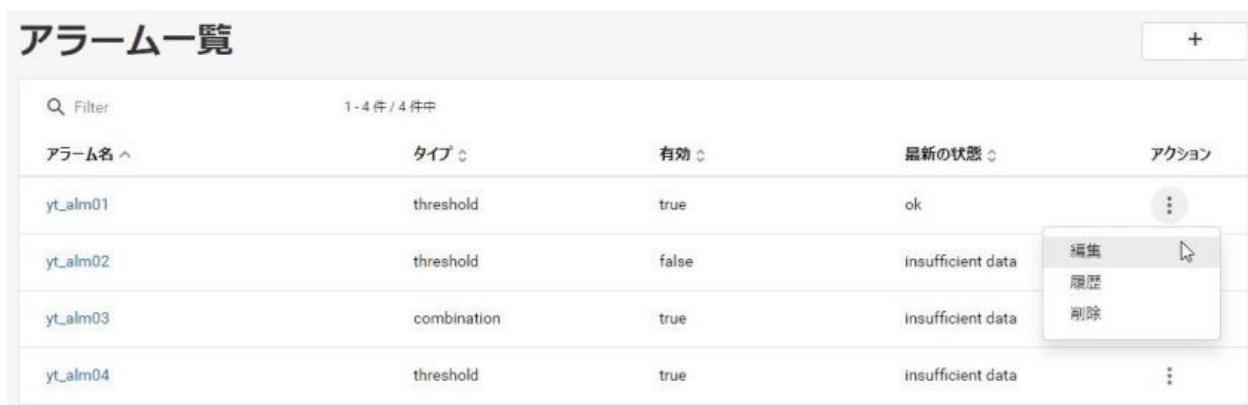 アラーム一覧
+
Filter 1 - 4 件 / 4 件中
アラーム名 タイプ 有効 最新の状態 アクション
yt_alm01 threshold true ok
編集
yt_alm02 threshold false insufficient data
履歴
削除
yt_alm03 combination true insufficient data
yt_alm04 threshold true insufficient data